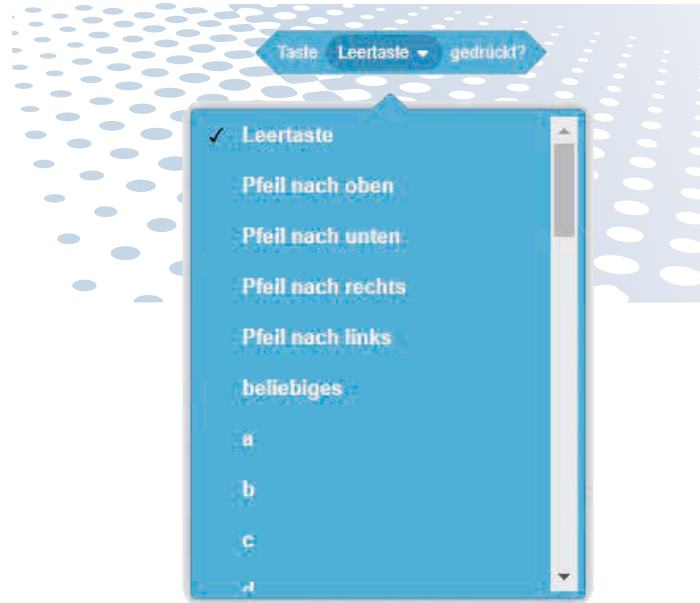 Taste Leertaste gedrückt?
Leertaste
Pfeil nach oben
Pfeil nach unten
Pfeil nach rechts
Pfeil nach links
beliebiges
a
b
c
d